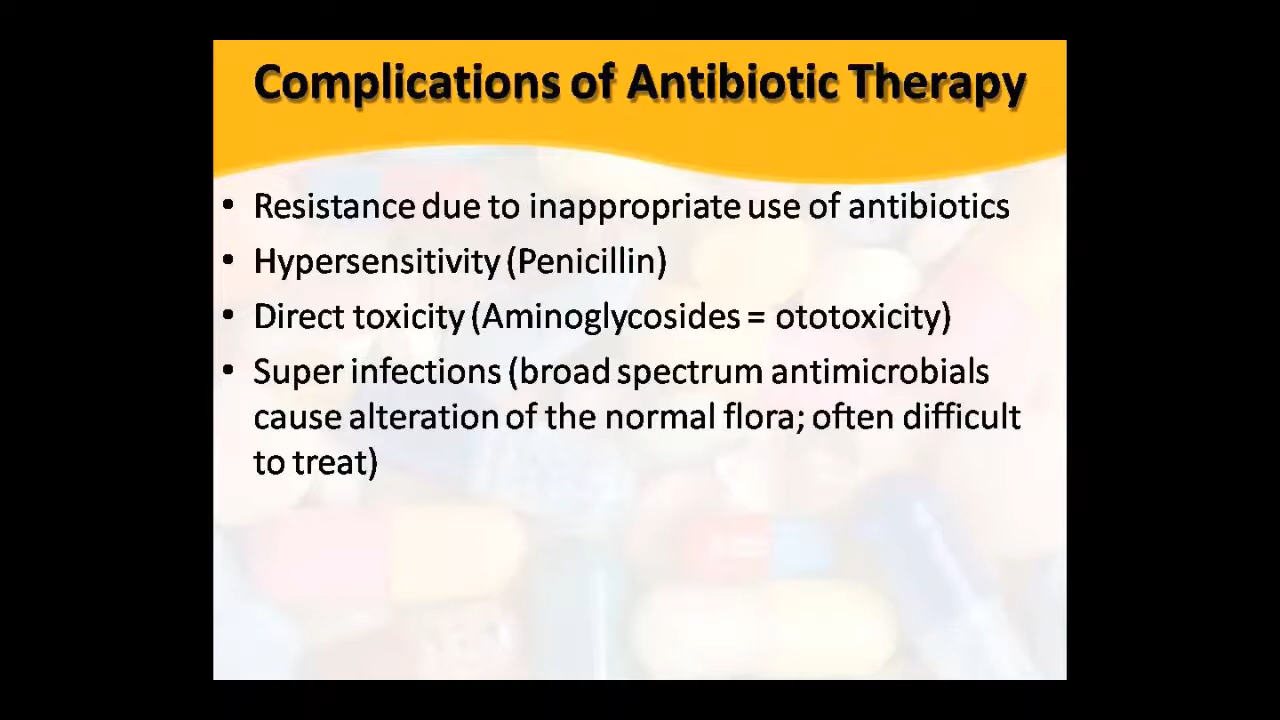 Complications of Antibiotic Therapy
• Resistance due to inappropriate use of antibiotics
• Hypersensitivity (Penicillin)
• Direct toxicity (Aminoglycosides = ototoxicity)
• Super infections (broad spectrum antimicrobials
cause alteration of the normal flora; often difficult
to treat)